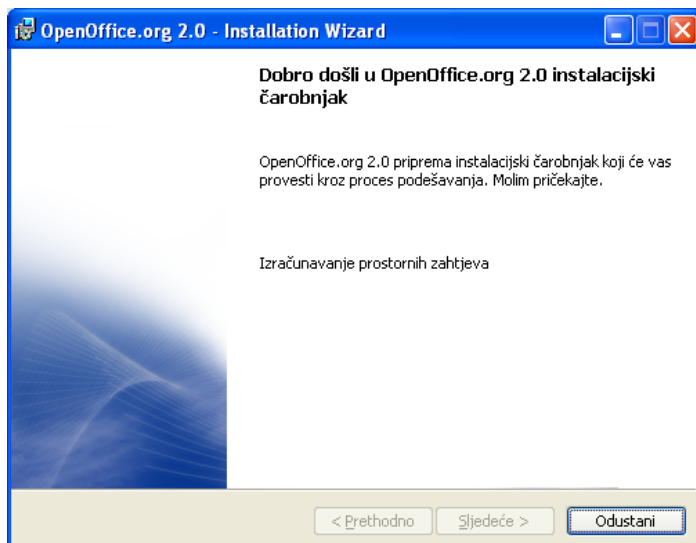 OpenOffice.org 2.0 - Installation Wizard
Dobro došli u OpenOffice.org 2.0 instalacijski
čarobnjak
OpenOffice.org 2.0 priprema instalacijski čarobnjak koji će vas
provesti kroz proces podešavanja. Molim pričekajte.
Izračunavanje prostornih zahtjeva
< Prethodno
Sljedeće >
Odustani